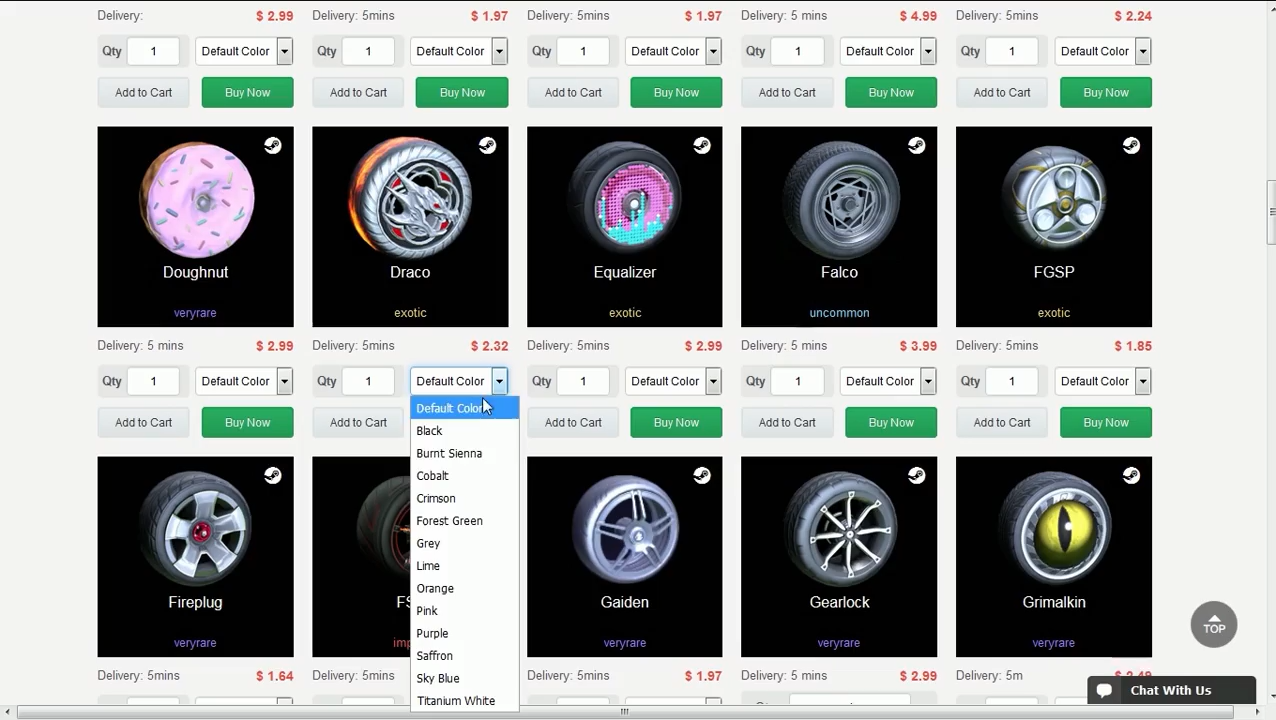 Delivery: $ 2.99 Delivery: 5mins $ 1.97 Delivery: 5mins $ 1.97 Delivery: 5 mins $ 4.99 Delivery: 5mins $ 2.24
Qty 1 Default Color Qty 1 Default Color Qty 1 Default Color Qty 1 Default Color Qty 1 Default Color
Add to Cart Buy Now Add to Cart Buy Now Add to Cart Buy Now Add to Cart Buy Now Add to Cart Buy Now
Doughnut Draco Equalizer Falco FGSP
veryrare exotic exotic uncommon exotic
Delivery: 5 mins $ 2.99 Delivery: 5mins $ 2.32 Delivery: 5mins $ 2.99 Delivery: 5 mins $ 3.99 Delivery: 5mins $ 1.85
Qty 1 Default Color Qty 1 Default Color Qty 1 Default Color Qty 1 Default Color Qty 1 Default Color
Add to Cart Buy Now Add to Cart Add to Cart Buy Now Add to Cart Buy Now Add to Cart Buy Now
Default Color
Black
Burnt Sienna
Cobalt
Crimson
Forest Green
Grey
Lime
Orange
Pink
Purple
Saffron
Sky Blue
Titanium White
Fireplug Gaiden Gearlock Grimalkin
veryrare veryrare veryrare veryrare
Delivery: 5mins $ 1.64 Delivery: 5mins $ 1.97 Delivery: 5mins $ 2.99 Delivery: 5m
TOP
Chat With Us